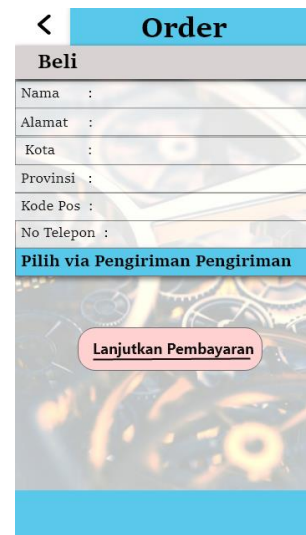 Order
Beli
Nama :
Alamat :
Kota :
Provinsi :
Kode Pos :
No Telepon :
Pilih via Pengiriman Pengiriman
Lanjutkan Pembayaran